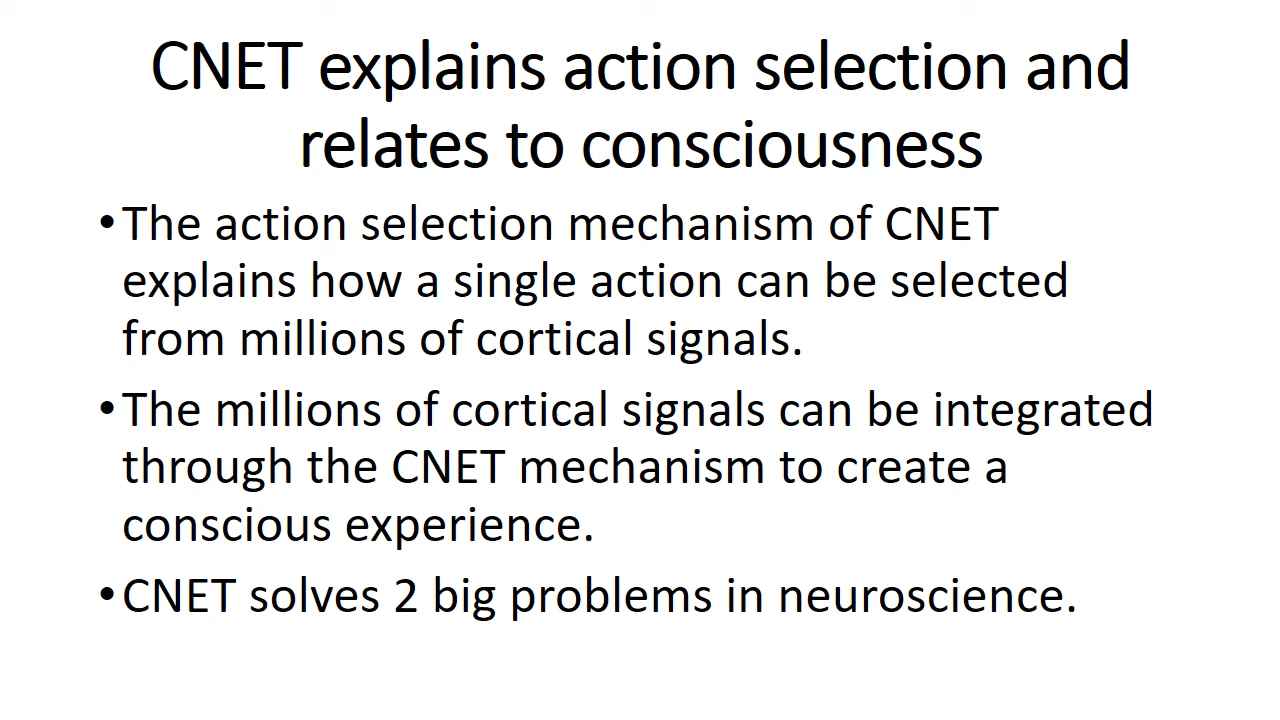 CNET explains action selection and
relates to consciousness
•The action selection mechanism of CNET
explains how a single action can be selected
from millions of cortical signals.
•The millions of cortical signals can be integrated
through the CNET mechanism to create a
conscious experience.
•CNET solves 2 big problems in neuroscience.